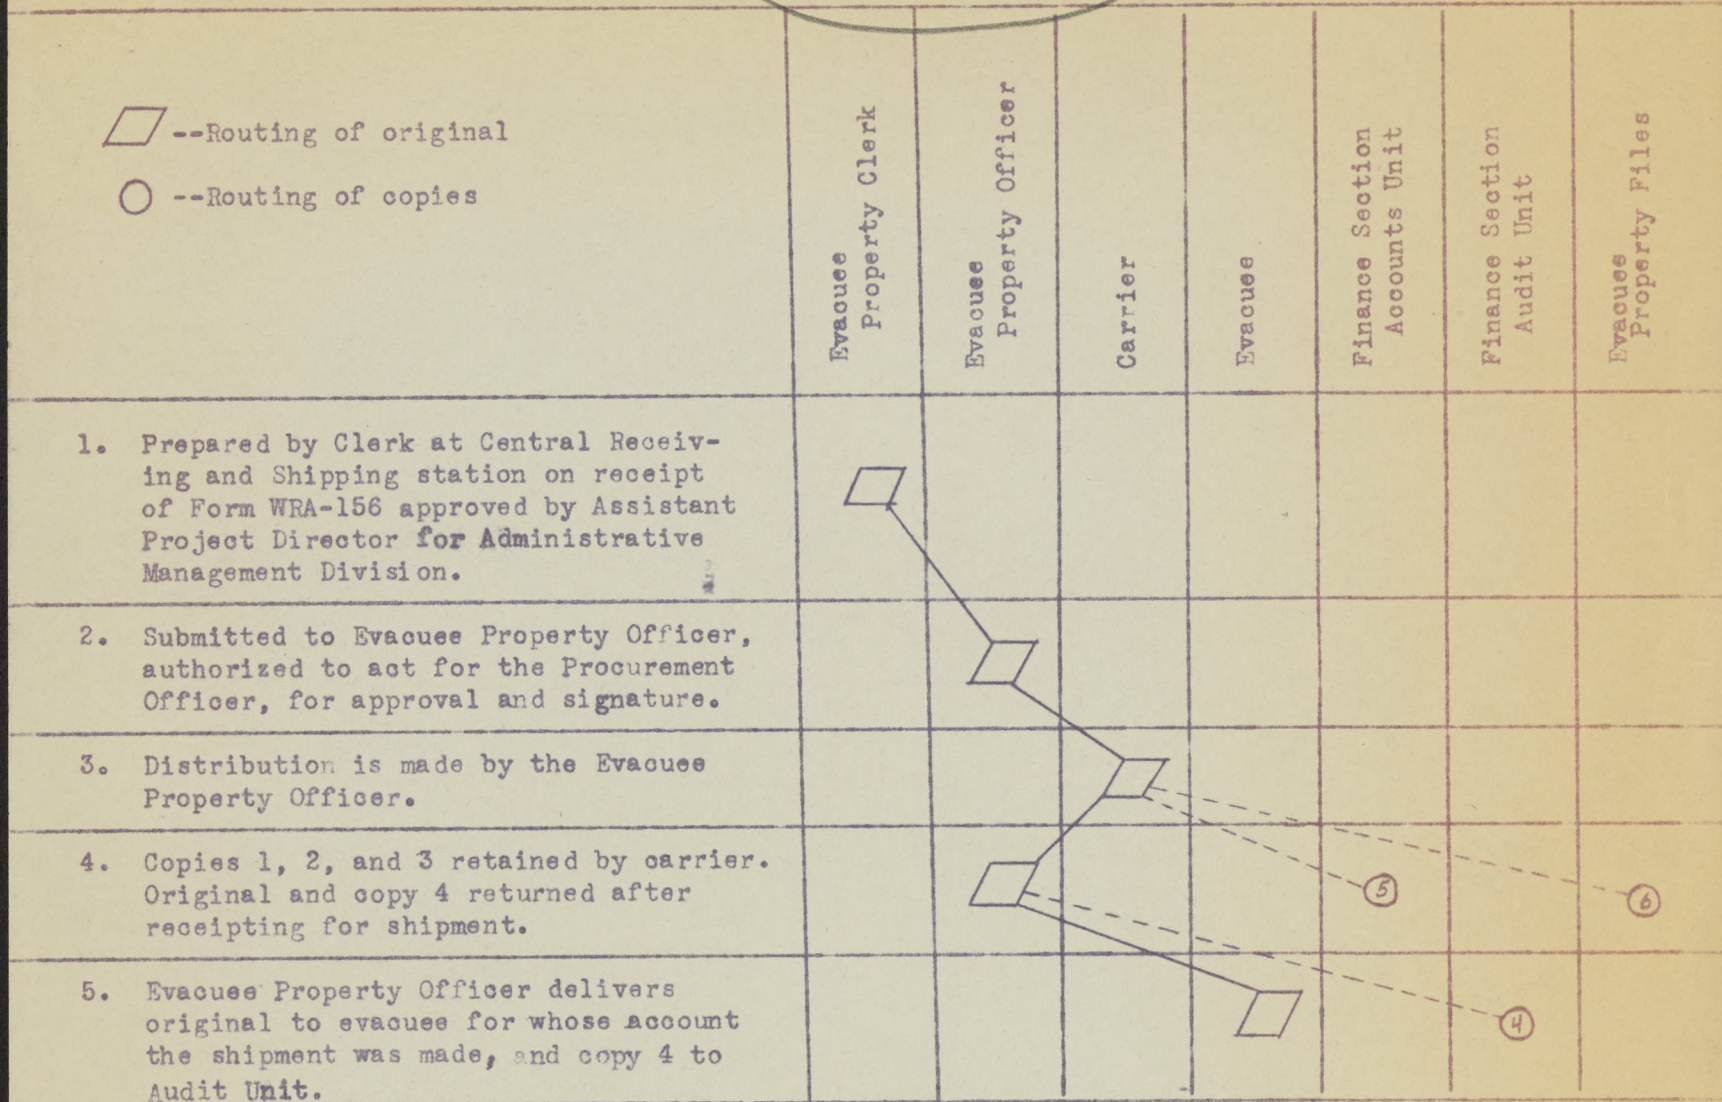 --Routing of original
--Routing of copies
Evacuee
Property Clerk
Evacuee
Property Officer
Carrier
Evacuee
Finance Section
Accounts Unit
Finance Section
Audit Unit
Evacuee
Property Files
1. Prepared by Clerk at Central Receiv-
ing and Shipping station on receipt
of Form WRA-156 approved by Assistant
Project Director for Administrative
Management Division.
2. Submitted to Evacuee Property Officer,
authorized to act for the Procurement
Officer, for approval and signature.
3. Distribution is made by the Evacuee
Property Officer.
4. Copies 1, 2, and 3 retained by carrier.
Original and copy 4 returned after
receipting for shipment.
5
6
5. Evacuee Property Officer delivers
original to evacuee for whose account
the shipment was made, and copy 4 to
Audit Unit.
4